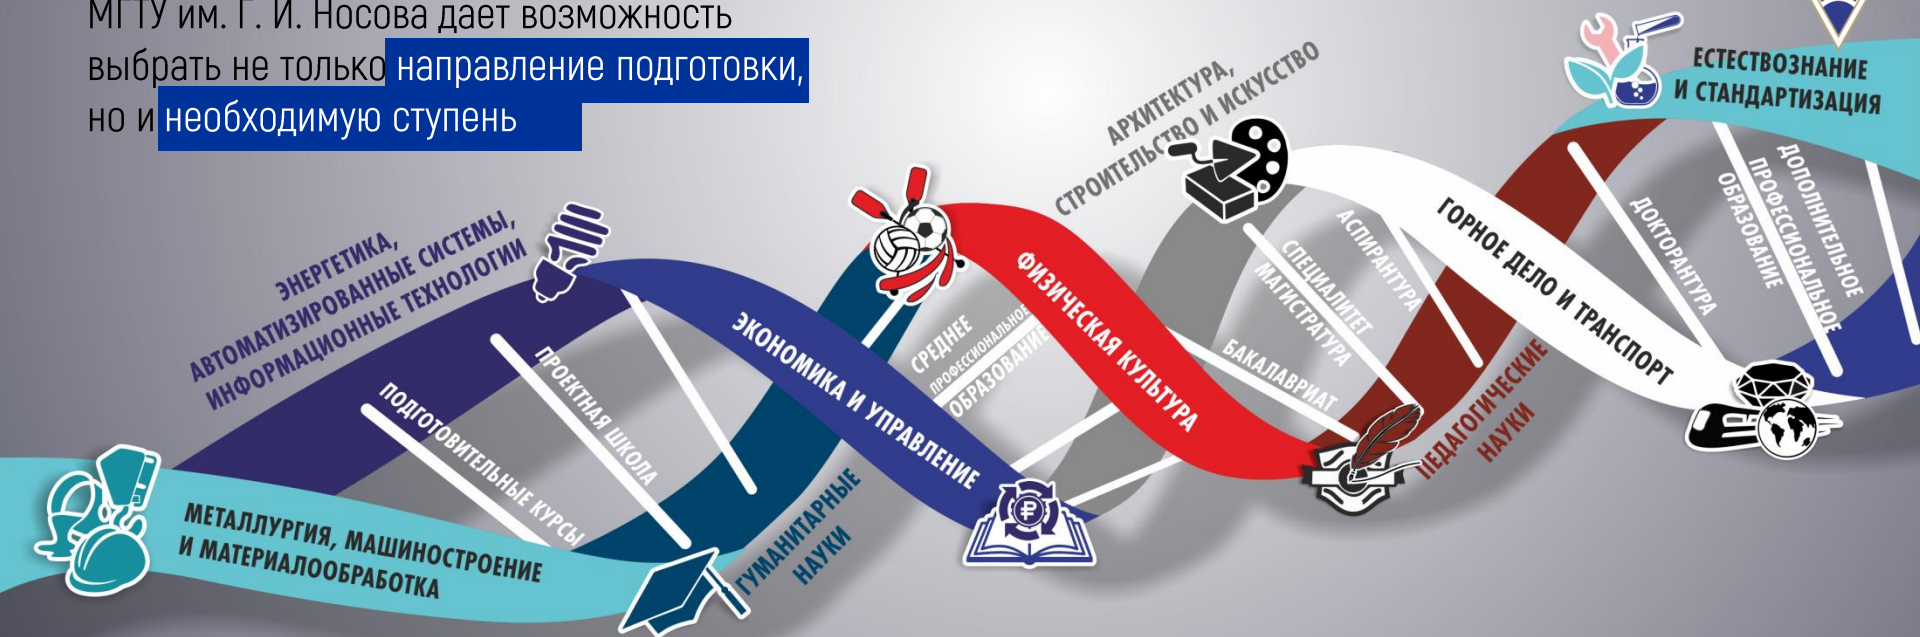 МГТУ им. Г. И. Носова дает возможность
выбрать не только направление подготовки,
но и необходимую ступень
ЭНЕРГЕТИКА,
АВТОМАТИЗИРОВАННЫЕ СИСТЕМЫ,
ИНФОРМАЦИОННЫЕ ТЕХНОЛОГИИ
МЕТАЛЛУРГИЯ, МАШИНОСТРОЕНИЕ
И МАТЕРИАЛООБРАБОТКА
ПОДГОТОВИТЕЛЬНЫЕ КУРСЫ
ПРОЕКТНАЯ ШКОЛА
ГУМАНИТАРНЫЕ
НАУКИ
ЭКОНОМИКА И УПРАВЛЕНИЕ
СРЕДНЕЕ
ПРОФЕССИОНАЛЬНОЕ
ОБРАЗОВАНИЕ
ФИЗИЧЕСКАЯ КУЛЬТУРА
АРХИТЕКТУРА,
СТРОИТЕЛЬСТВО И ИСКУССТВО
БАКАЛАВРИАТ
СПЕЦИАЛИТЕТ
МАГИСТРАТУРА
АСПИРАНТУРА
ПЕДАГОГИЧЕСКИЕ
НАУКИ
ГОРНОЕ ДЕЛО И ТРАНСПОРТ
ДОКТОРАНТУРА
ДОПОЛНИТЕЛЬНОЕ
ПРОФЕССИОНАЛЬНОЕ
ОБРАЗОВАНИЕ
ЕСТЕСТВОЗНАНИЕ
И СТАНДАРТИЗАЦИЯ